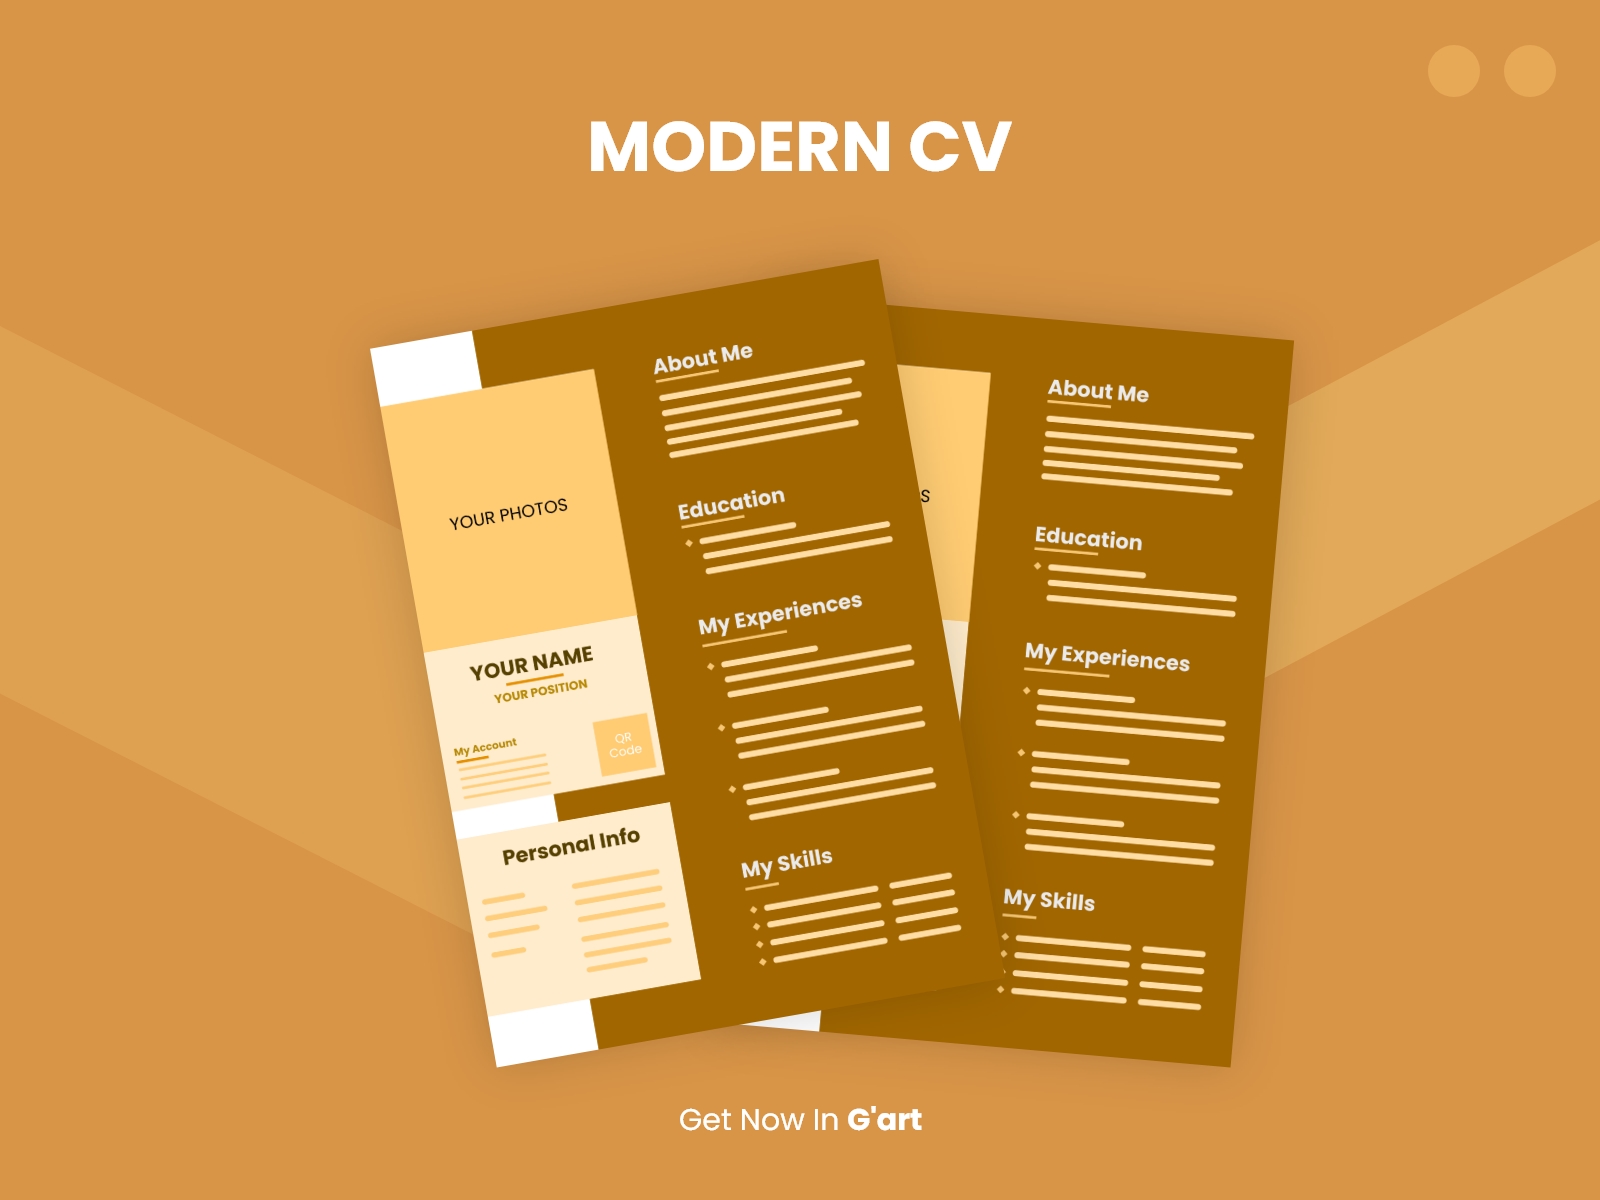 MODERN CV
YOUR PHOTOS
YOUR NAME
YOUR POSITION
My Account
QR
Code
Personal Info
About Me
Education
My Experiences
My Skills
S
About Me
Education
My Experiences
My Skills
Get Now In G'art